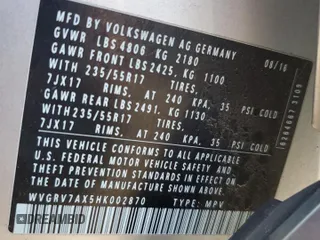 MFD BY VOLKSWAGEN AG GERMANY
GVWR LBS 4806 KG 2180 09/16
GAWR FRONT LBS 2425, KG 1100
WITH 235/55R17 TIRES,
7JX17 RIMS, AT 240 KPA, 35 PSI COLD
GAWR REAR LBS 2491, KG 1130
WITH 235/55R17 TIRES,
7JX17 RIMS, AT 240 KPA, 35 PSI COLD
THIS VEHICLE CONFORMS TO ALL APPLICABLE
U.S. FEDERAL MOTOR VEHICLE SAFETY AND
THEFT PREVENTION STANDARDS IN EFFECT ON
THE DATE OF MANUFACTURE SHOWN ABOVE
WVGRV7AX5HK002870 TYPE: MPV
DREAMBID